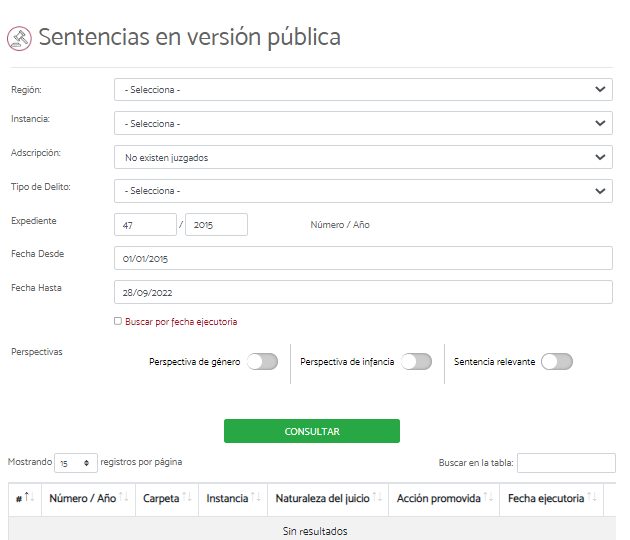 Sentencias en versión pública
Región: - Selecciona -
Instancia: - Selecciona -
Adscripción: No existen juzgados
Tipo de Delito: - Selecciona -
Expediente 47 / 2015 Número / Año
Fecha Desde 01/01/2015
Fecha Hasta 28/09/2022
Buscar por fecha ejecutoria
Perspectivas Perspectiva de género Perspectiva de infancia Sentencia relevante
CONSULTAR
Mostrando 15 registros por página Buscar en la tabla:
# Número / Año Carpeta Instancia Naturaleza del juicio Acción promovida Fecha ejecutoria
Sin resultados